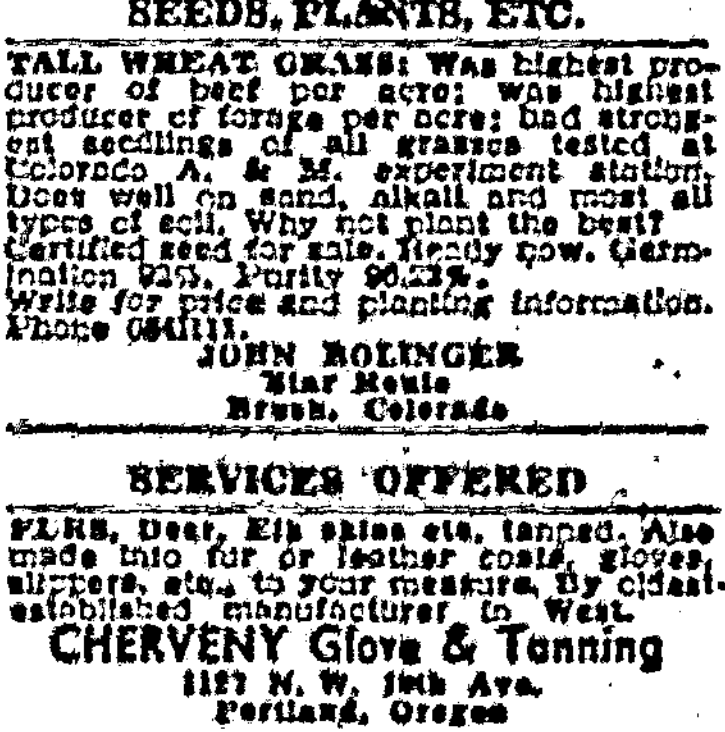 SEEDS, PLANTS, ETC.
TALL WHEAT GRASS: Was highest pro-
ducer of beef per acre; was highest
producer of forage per acre; had strong-
est seedlings of all grasses tested at
Colorado A. & M. experiment station.
Does well on sand, alkali and most all
types of soil. Why not plant the best?
Certified seed for sale. Ready now. Germ-
ination 92%. Purity
Write for price and planting information.
Phone
JOHN BOLINGER
Star Route
Brush, Colorado
SERVICES OFFERED
FURS, Deer, Elk skins etc. tanned. Also
made into fur or leather coats, gloves,
slippers, etc., to your measure. By oldest-
established manufacturer in West.
CHERVENY Glove & Tanning
1127 N. W. Ave.
Portland, Oregon